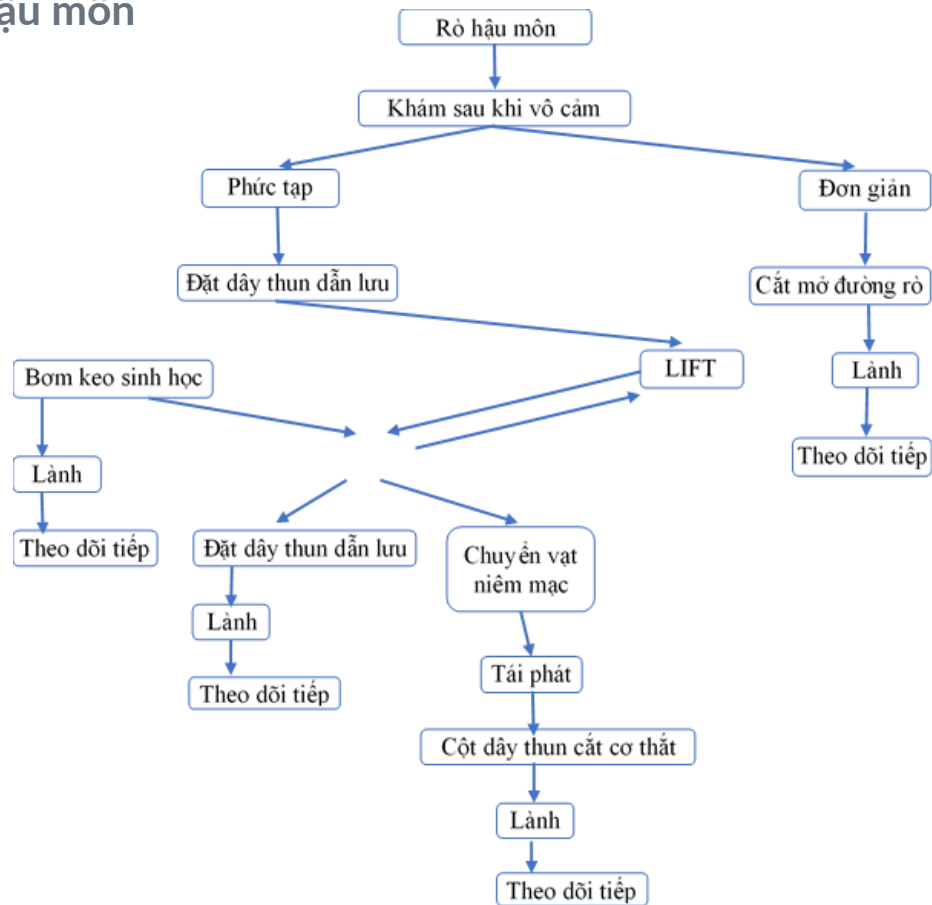 ậu môn
Rò hậu môn
Khám sau khi vô cảm
Phức tạp
Đơn giản
Đặt dây thun dẫn lưu
Cắt mở đường rò
LIFT
Lành
Bơm keo sinh học
Theo dõi tiếp
Lành
Theo dõi tiếp
Đặt dây thun dẫn lưu
Chuyển vạt
niêm mạc
Lành
Tái phát
Theo dõi tiếp
Cột dây thun cắt cơ thắt
Lành
Theo dõi tiếp